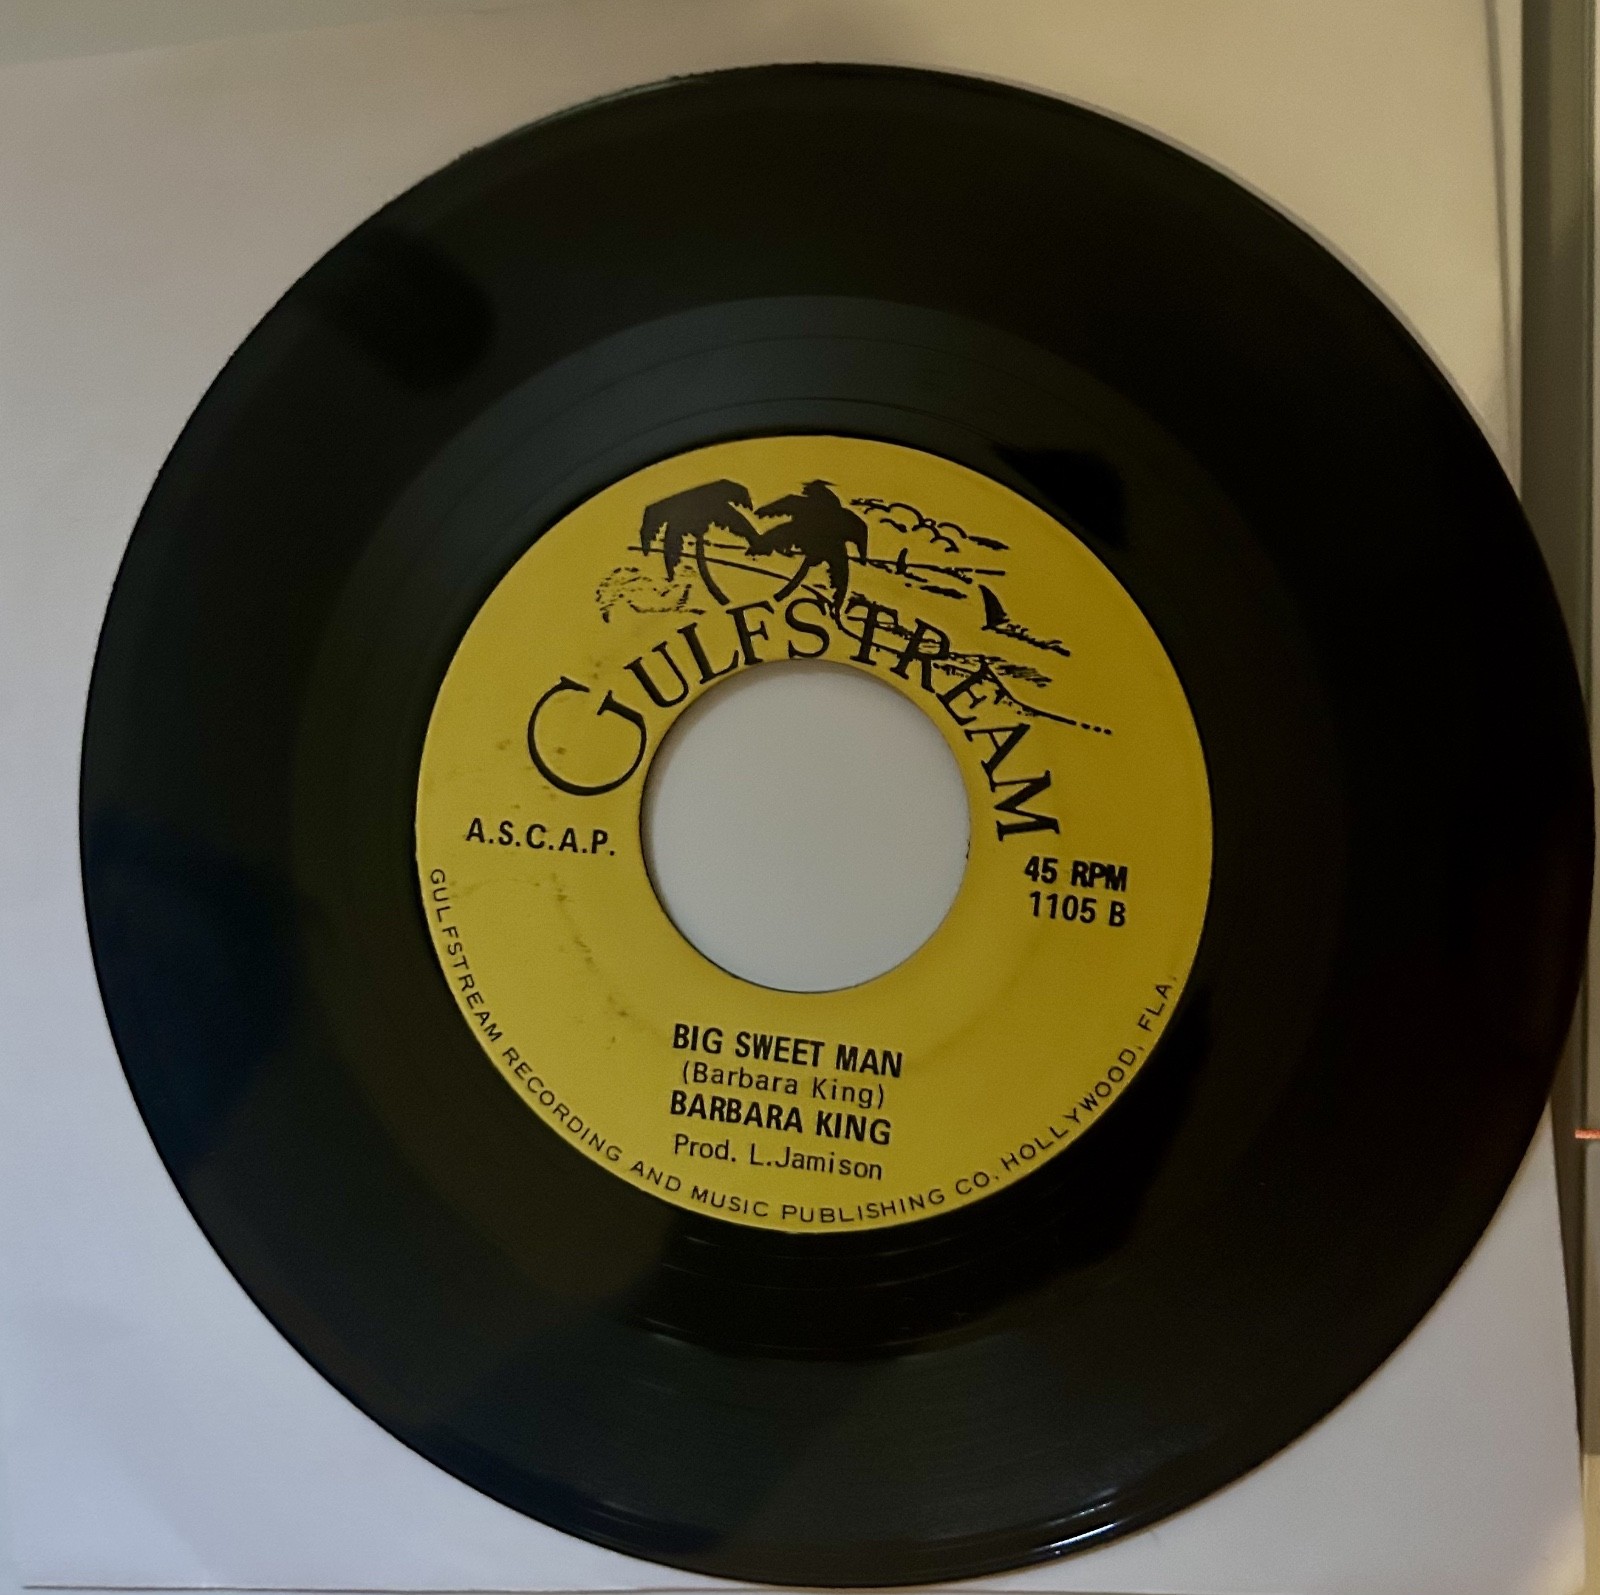 GULFSTREAM
A.S.C.A.P.
45 RPM
1105 B
BIG SWEET MAN
(Barbara King)
BARBARA KING
Prod. L.Jamison
GULFSTREAM RECORDING AND MUSIC PUBLISHING CO. HOLLYWOOD, FLA.